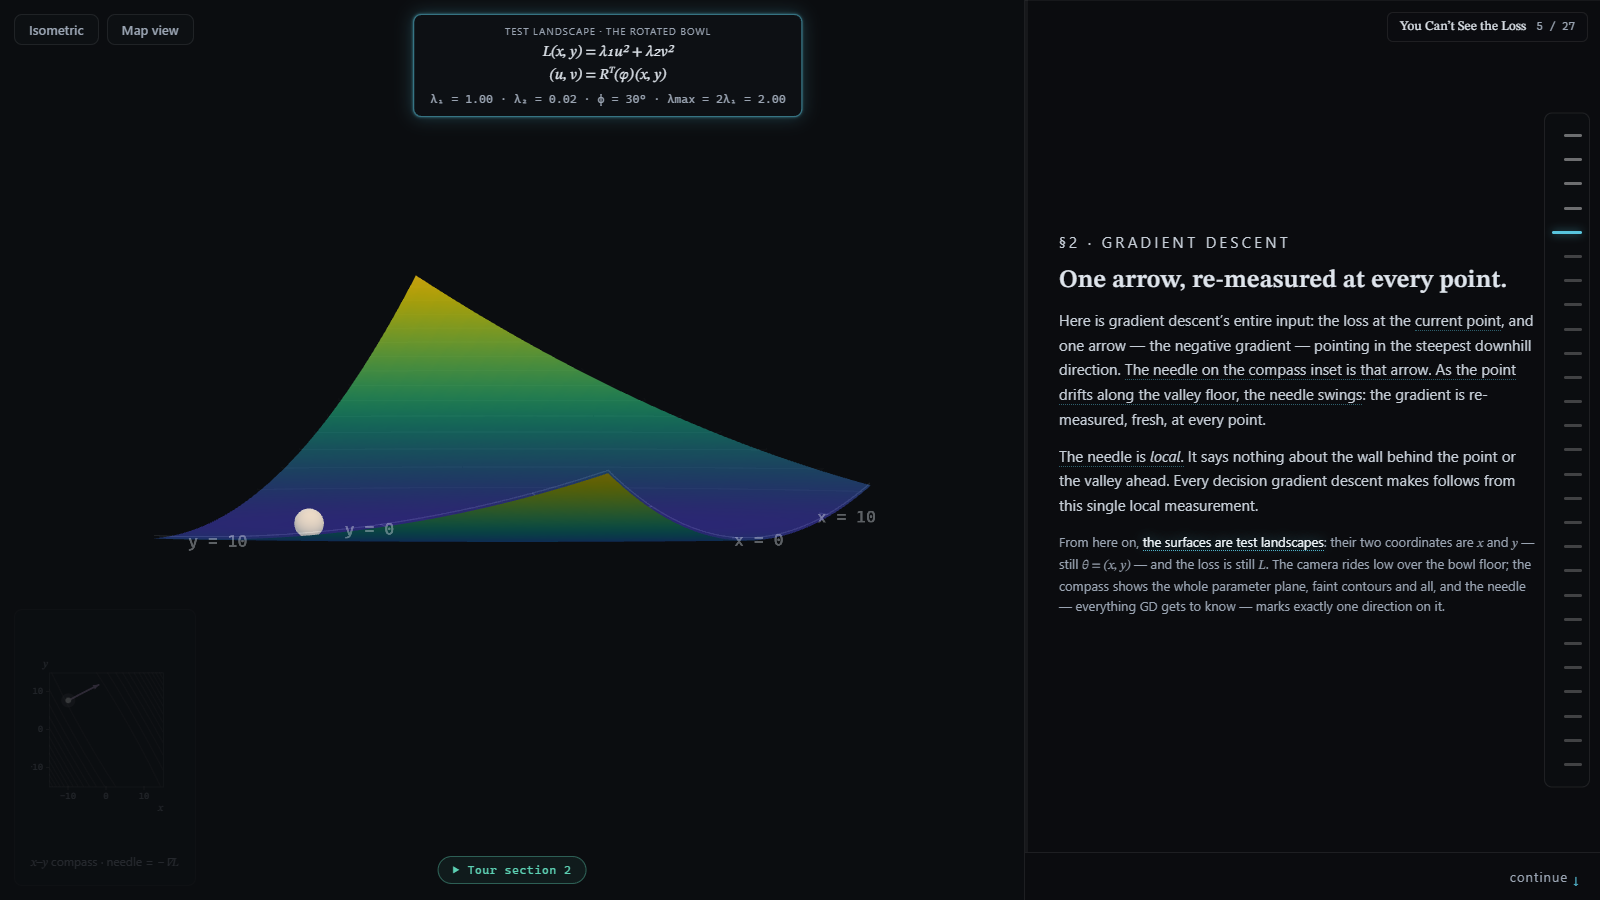 Isometric
Map view
TEST LANDSCAPE · THE ROTATED BOWL
L(x, y) = λ₁u² + λ₂v²
(u, v) = Rᵀ(φ)(x, y)
λ₁ = 1.00 · λ₂ = 0.02 · ϕ = 30° · λmax = 2λ₁ = 2.00
You Can’t See the Loss 5 / 27
§2 · GRADIENT DESCENT
One arrow, re-measured at every point.
Here is gradient descent’s entire input: the loss at the current point, and
one arrow — the negative gradient — pointing in the steepest downhill
direction. The needle on the compass inset is that arrow. As the point
drifts along the valley floor, the needle swings: the gradient is re-
measured, fresh, at every point.
The needle is local. It says nothing about the wall behind the point or
the valley ahead. Every decision gradient descent makes follows from
this single local measurement.
From here on, the surfaces are test landscapes: their two coordinates are x and y —
still θ = (x, y) — and the loss is still L. The camera rides low over the bowl floor; the
compass shows the whole parameter plane, faint contours and all, and the needle
— everything GD gets to know — marks exactly one direction on it.
y = 10
y = 0
x = 0
x = 10
y
10
0
-10
-10 0 10
x
x–y compass · needle = −∇L
▶ Tour section 2
continue ↓